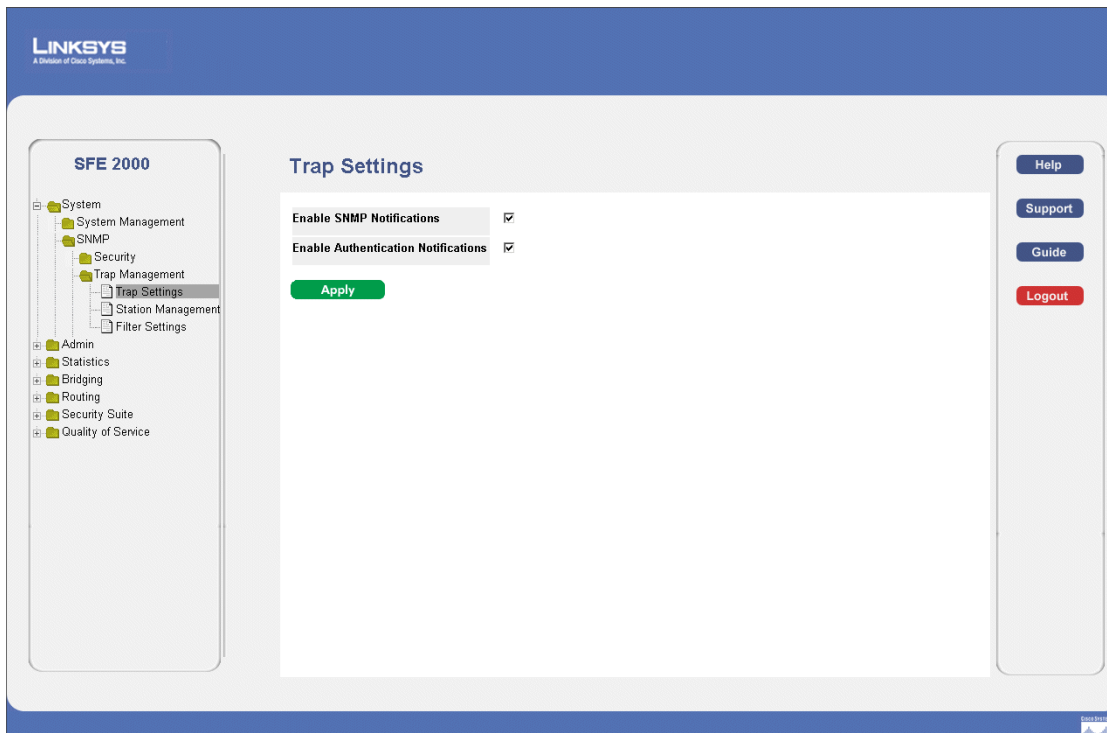 LINKSYS
A Division of Cisco Systems, Inc.
SFE 2000
System
System Management
SNMP
Security
Trap Management
Trap Settings
Station Management
Filter Settings
Admin
Statistics
Bridging
Routing
Security Suite
Quality of Service
Trap Settings
Enable SNMP Notifications
Enable Authentication Notifications
Apply
Help
Support
Guide
Logout